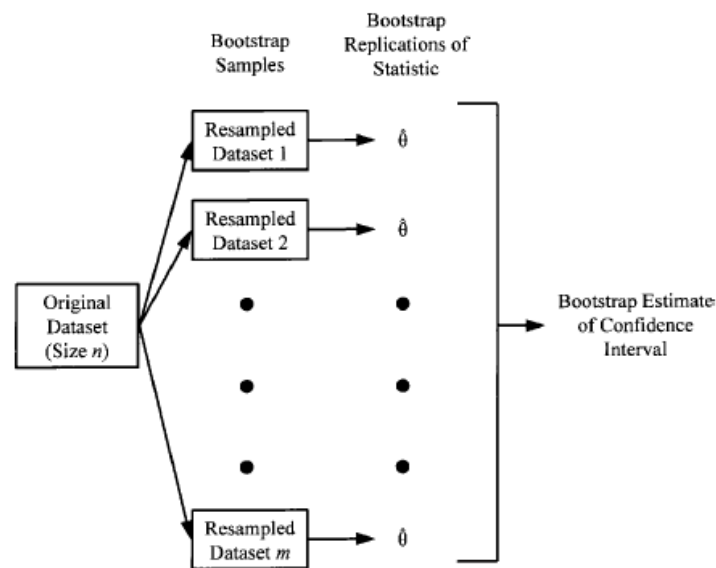 Bootstrap
Samples
Bootstrap
Replications of
Statistic
Resampled
Dataset 1
θ̂
Resampled
Dataset 2
θ̂
Original
Dataset
(Size n)
Bootstrap Estimate
of Confidence
Interval
Resampled
Dataset m
θ̂